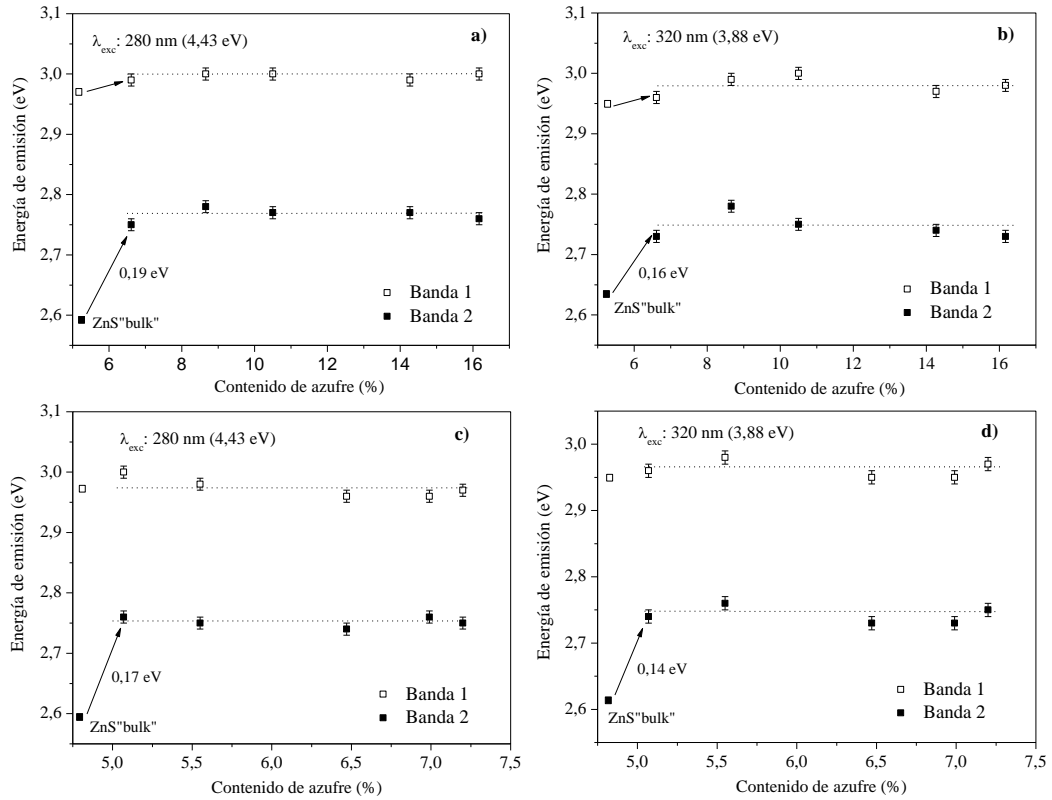 a)
λexc: 280 nm (4,43 eV)
3,1
3,0
2,9
2,8
2,7
2,6
Energía de emisión (eV)
0,19 eV
ZnS"bulk"
Banda 1
Banda 2
6 8 10 12 14 16
Contenido de azufre (%)
b)
λexc: 320 nm (3,88 eV)
3,1
3,0
2,9
2,8
2,7
2,6
Energía de emisión (eV)
0,16 eV
ZnS"bulk"
Banda 1
Banda 2
6 8 10 12 14 16
Contenido de azufre (%)
c)
λexc: 280 nm (4,43 eV)
3,1
3,0
2,9
2,8
2,7
2,6
Energía de emisión (eV)
0,17 eV
ZnS"bulk"
Banda 1
Banda 2
5,0 5,5 6,0 6,5 7,0 7,5
Contenido de azufre (%)
d)
λexc: 320 nm (3,88 eV)
3,0
2,9
2,8
2,7
2,6
Energía de emisión (eV)
0,14 eV
ZnS"bulk"
Banda 1
Banda 2
5,0 5,5 6,0 6,5 7,0 7,5
Contenido de azufre (%)